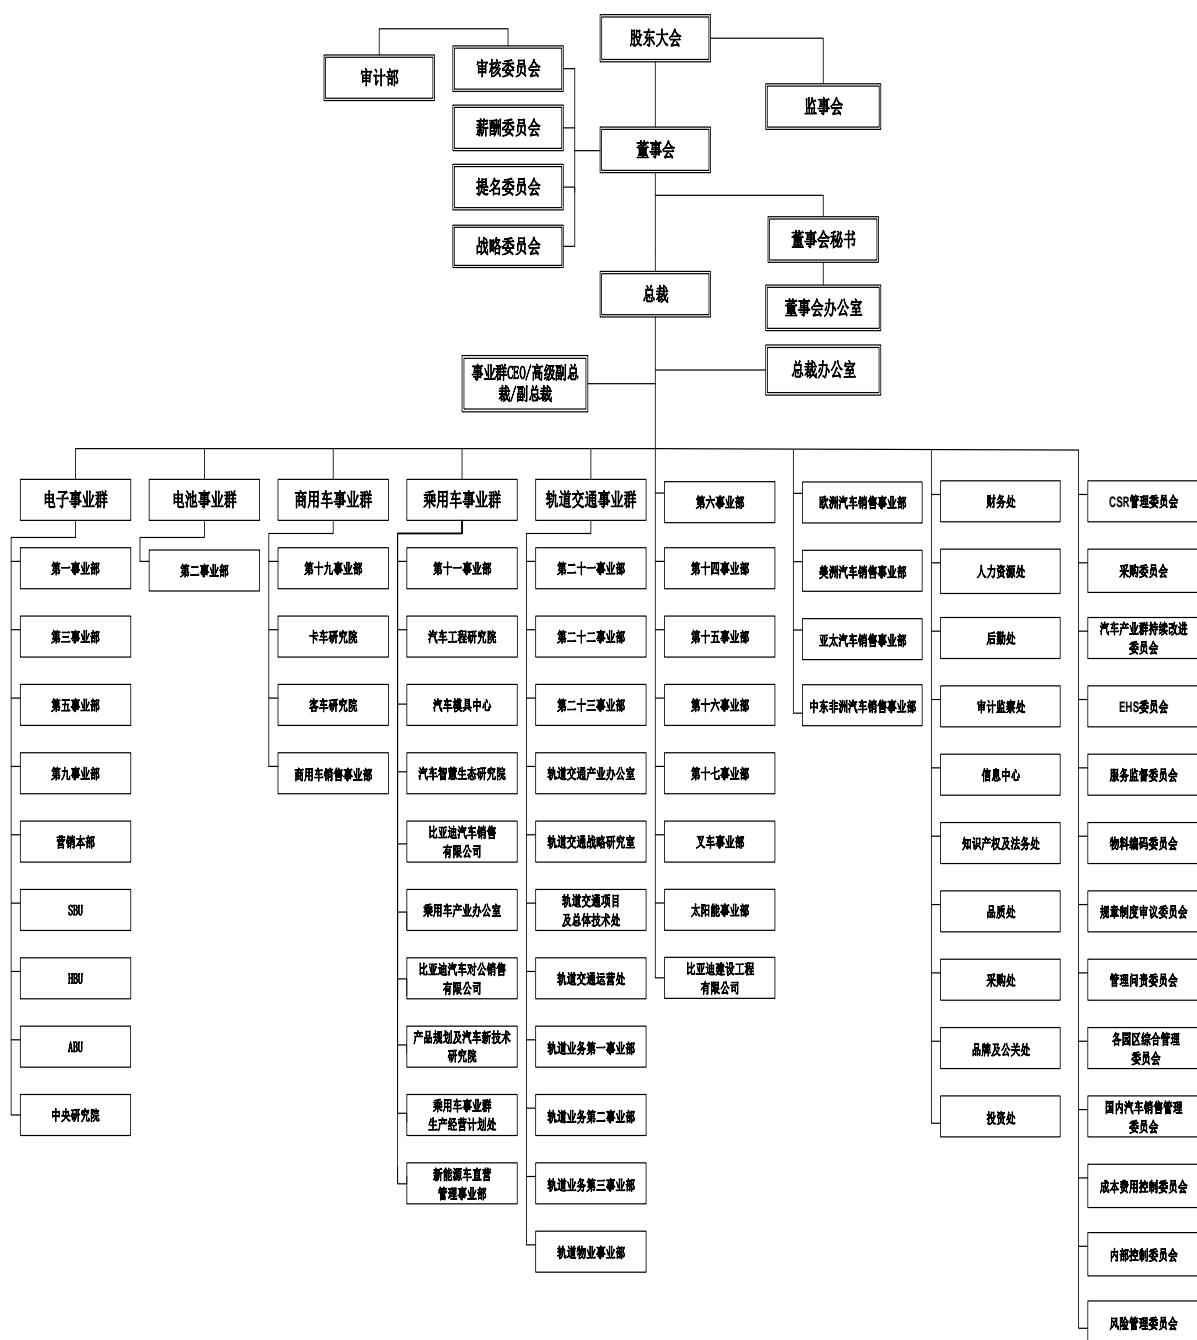 股东大会
审核委员会
审计部
监事会
薪酬委员会
董事会
提名委员会
董事会秘书
战略委员会
总裁
董事会办公室
事业群CEO/高级副总
裁/副总裁
总裁办公室
电子事业群
第一事业部
第三事业部
第五事业部
第九事业部
营销本部
SBU
HBU
ABU
中央研究院
电池事业群
第二事业部
商用车事业群
第十九事业部
卡车研究院
客车研究院
商用车销售事业部
乘用车事业群
第十一事业部
汽车工程研究院
汽车模具中心
汽车智慧生态研究院
比亚迪汽车销售
有限公司
乘用车产业办公室
比亚迪汽车对公销售
有限公司
产品规划及汽车新技术
研究院
乘用车事业群
生产经营计划处
新能源车直营
管理事业部
轨道交通事业群
第二十一事业部
第二十二事业部
第二十三事业部
轨道交通产业办公室
轨道交通战略研究室
轨道交通项目
及总体技术处
轨道交通运营处
轨道业务第一事业部
轨道业务第二事业部
轨道业务第三事业部
轨道物业事业部
第六事业部
第十四事业部
第十五事业部
第十六事业部
第十七事业部
叉车事业部
太阳能事业部
比亚迪建设工程
有限公司
欧洲汽车销售事业部
美洲汽车销售事业部
亚太汽车销售事业部
中东非洲汽车销售事业部
财务处
人力资源处
后勤处
审计监察处
信息中心
知识产权及法务处
品质处
采购处
品牌及公关处
投资处
CSR管理委员会
采购委员会
汽车产业群持续改进
委员会
EHS委员会
服务监督委员会
物料编码委员会
规章制度审议委员会
管理问责委员会
各园区综合管理
委员会
国内汽车销售管理
委员会
成本费用控制委员会
内部控制委员会
风险管理委员会